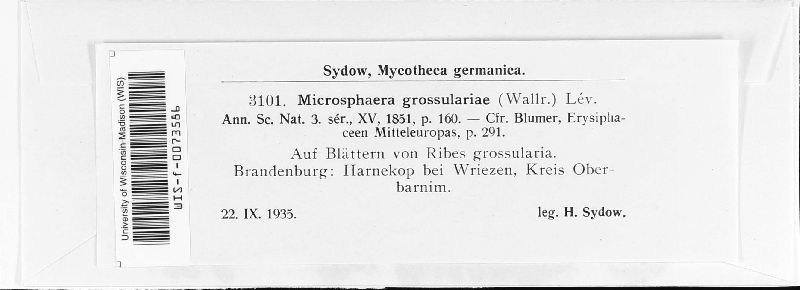 Sydow, Mycotheca germanica.
3101. Microsphaera grossulariae (Wallr.) Lév.
Ann. Sc. Nat. 3. sér., XV, 1851, p. 160. — Cfr. Blumer, Erysipha-
ceen Mitteleuropas, p. 291.
Auf Blättern von Ribes grossularia.
Brandenburg: Harnekop bei Wriezen, Kreis Ober-
barnim.
22. IX. 1935. leg. H. Sydow.
University of Wisconsin-Madison (WIS)
WIS-f-0073556